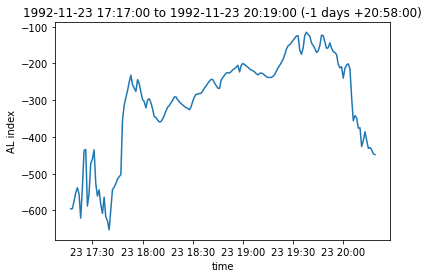 1992-11-23 17:17:00 to 1992-11-23 20:19:00 (-1 days +20:58:00)
−100
−200
−300
−400
−500
−600
AL index
23 17:30 23 18:00 23 18:30 23 19:00 23 19:30 23 20:00
time